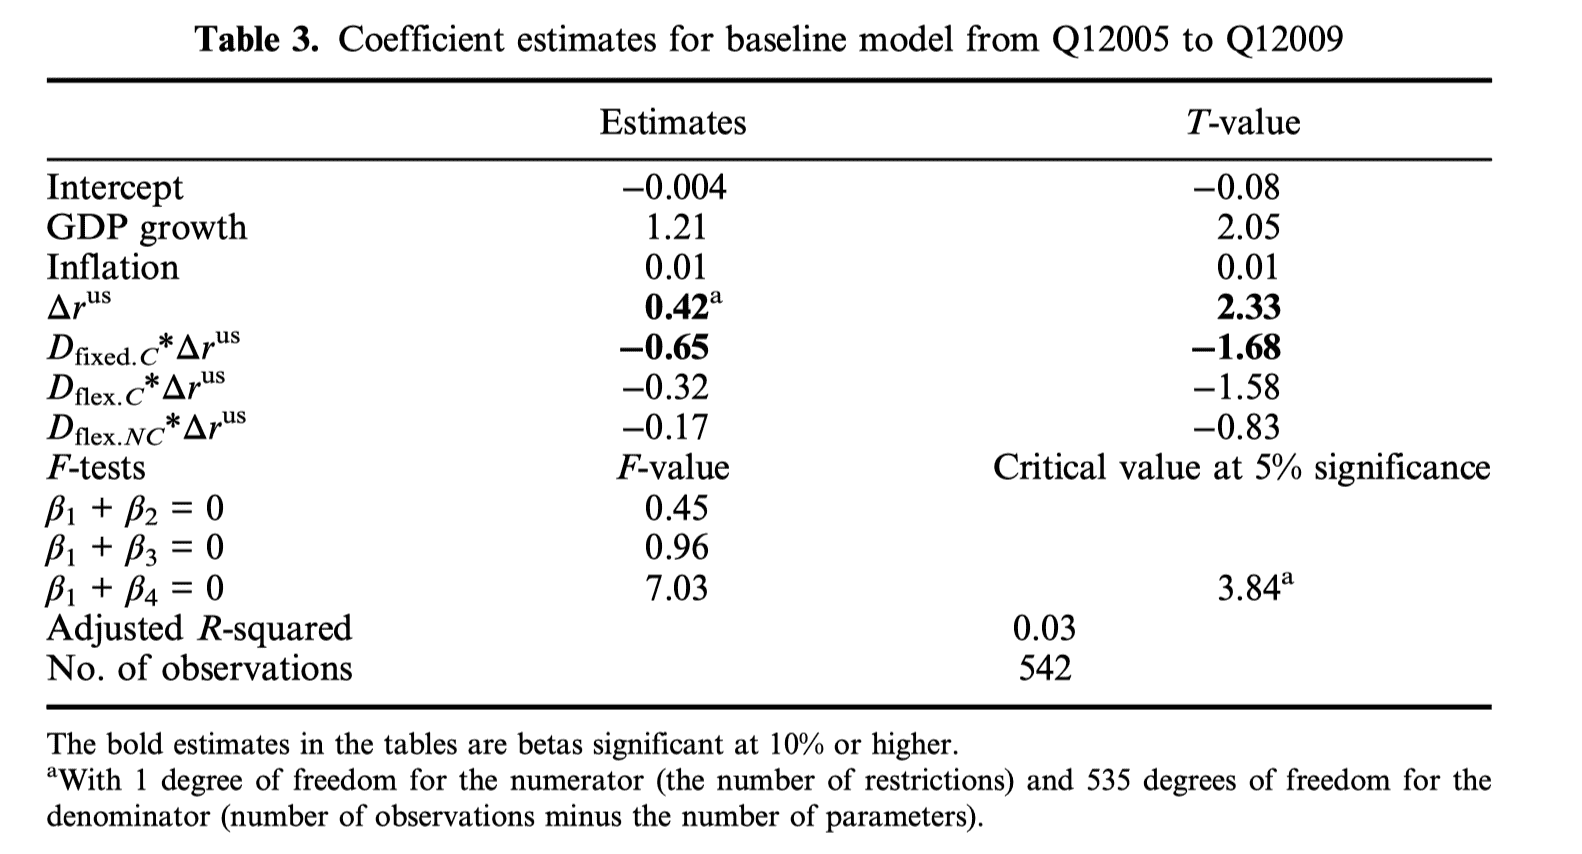 Table 3. Coefficient estimates for baseline model from Q12005 to Q12009
Estimates T-value
Intercept −0.004 −0.08
GDP growth 1.21 2.05
Inflation 0.01 0.01
Δr^us 0.42^a 2.33
D_fixed.C*Δr^us −0.65 −1.68
D_flex.C*Δr^us −0.32 −1.58
D_flex.NC*Δr^us −0.17 −0.83
F-tests F-value Critical value at 5% significance
β₁ + β₂ = 0 0.45
β₁ + β₃ = 0 0.96
β₁ + β₄ = 0 7.03 3.84^a
Adjusted R-squared 0.03
No. of observations 542
The bold estimates in the tables are betas significant at 10% or higher.
^aWith 1 degree of freedom for the numerator (the number of restrictions) and 535 degrees of freedom for the
denominator (number of observations minus the number of parameters).